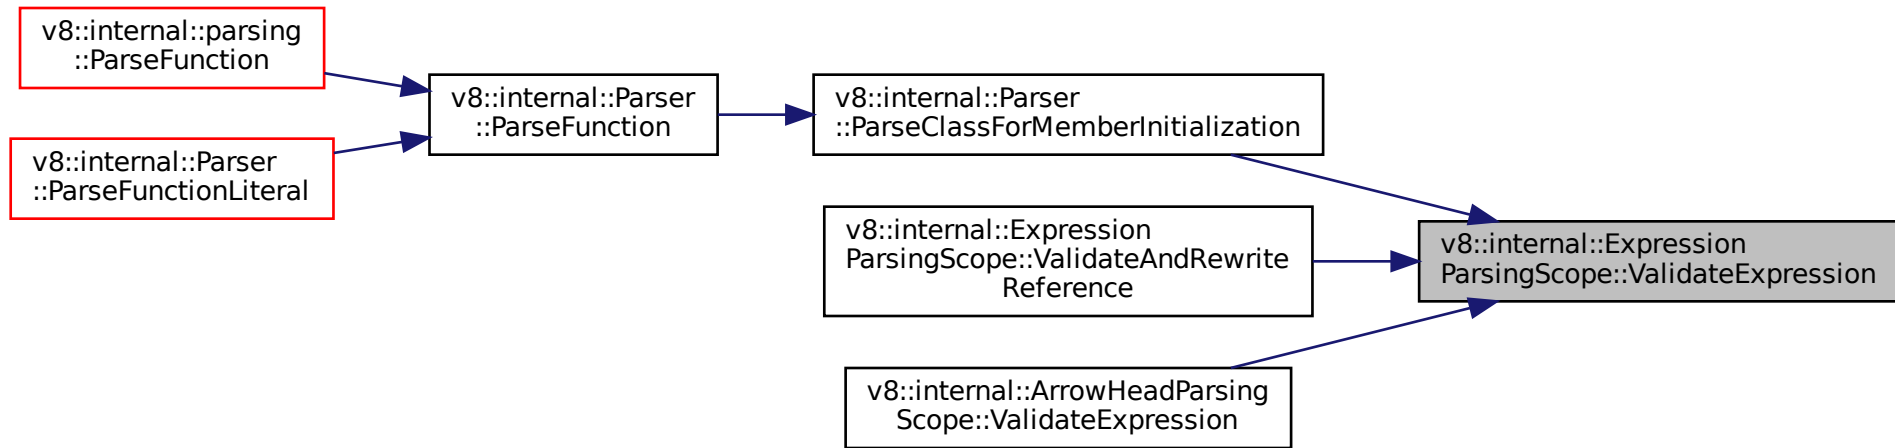 v8::internal::parsing
::ParseFunction
v8::internal::Parser
::ParseFunctionLiteral
v8::internal::Parser
::ParseFunction
v8::internal::Parser
::ParseClassForMemberInitialization
v8::internal::Expression
ParsingScope::ValidateAndRewrite
Reference
v8::internal::ArrowHeadParsing
Scope::ValidateExpression
v8::internal::Expression
ParsingScope::ValidateExpression